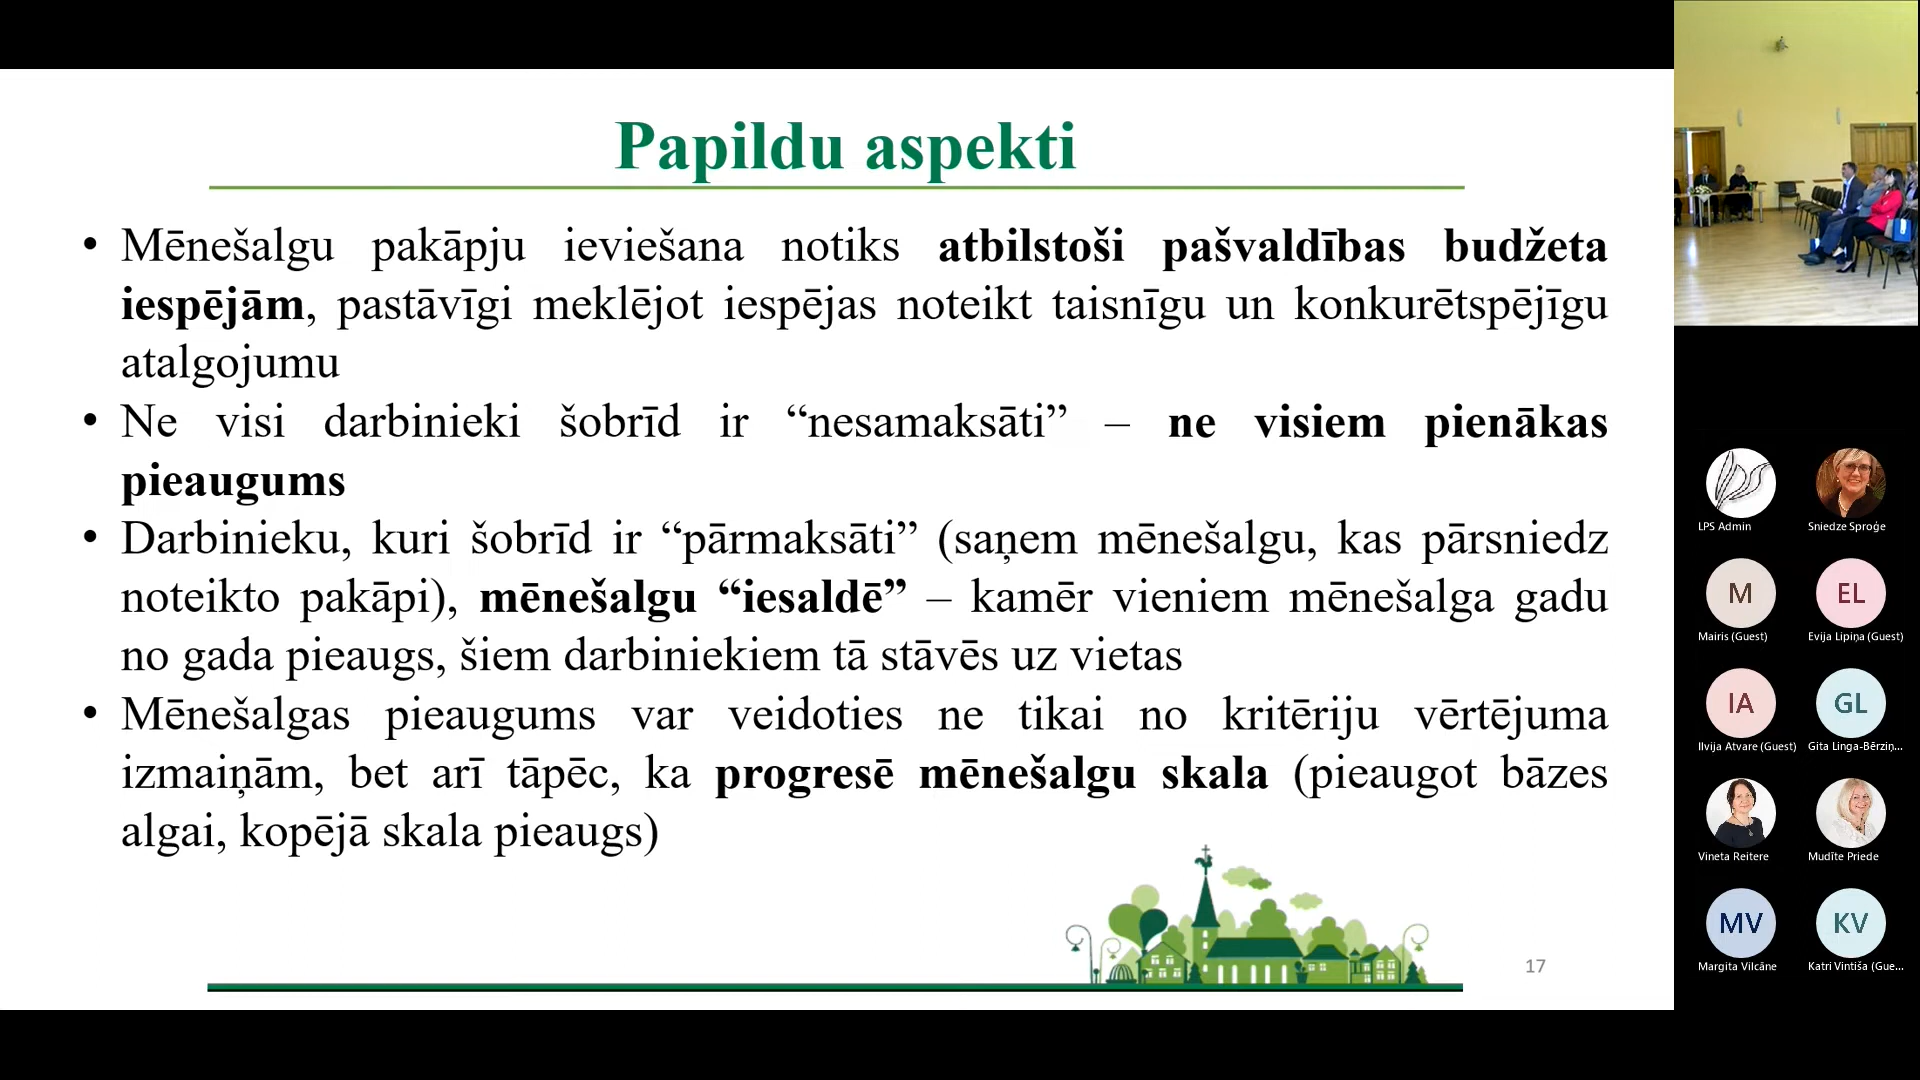 Papildu aspekti
• Mēnešalgu pakāpju ieviešana notiks atbilstoši pašvaldības budžeta
iespējām, pastāvīgi meklējot iespējas noteikt taisnīgu un konkurētspējīgu
atalgojumu
• Ne visi darbinieki šobrīd ir “nesamaksāti” – ne visiem pienākas
pieaugums
• Darbinieku, kuri šobrīd ir “pārmaksāti” (saņem mēnešalgu, kas pārsniedz
noteikto pakāpi), mēnešalgu “iesaldē” – kamēr vieniem mēnešalga gadu
no gada pieaugs, šiem darbiniekiem tā stāvēs uz vietas
• Mēnešalgas pieaugums var veidoties ne tikai no kritēriju vērtējuma
izmaiņām, bet arī tāpēc, ka progresē mēnešalgu skala (pieaugot bāzes
algai, kopējā skala pieaugs)
17
LPS Admin
Sniedze Sproģe
M
EL
Mairis (Guest)
Evija Lipiņa (Guest)
IA
GL
Ilvija Atvare (Guest)
Gita Linga-Bērziņ...
Vineta Reitere
Mudīte Priede
MV
KV
Margita Vilcāne
Katri Vintiša (Gue...